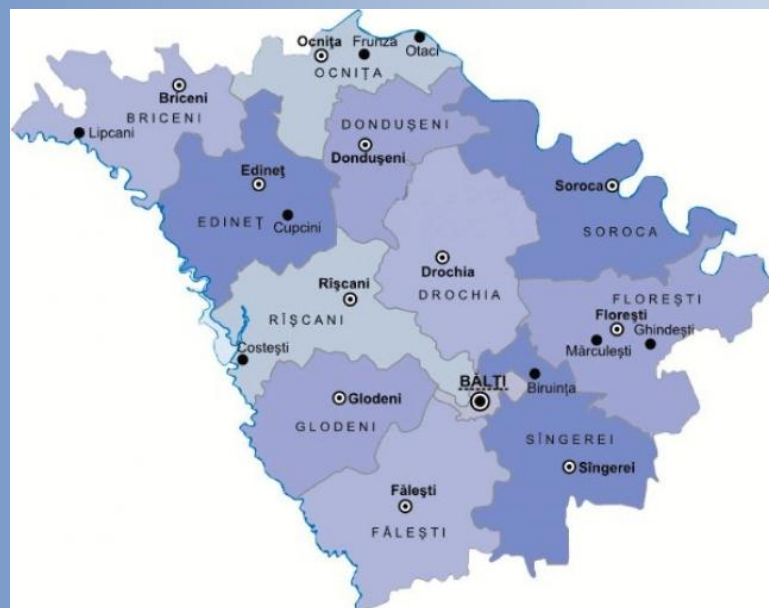 Ocnița
Frunză
Otaci
OCNIȚA
Briceni
BRICENI
Lipcani
DONDUȘENI
Dondușeni
Edineț
EDINEȚ
Cupcini
Soroca
SOROCA
Drochia
DROCHIA
Rîșcani
RÎȘCANI
Costești
FLOREȘTI
Florești
Ghindești
Mărculești
BĂLȚI
Biruința
Glodeni
GLODENI
SÎNGEREI
Sîngerei
Fălești
FĂLEȘTI